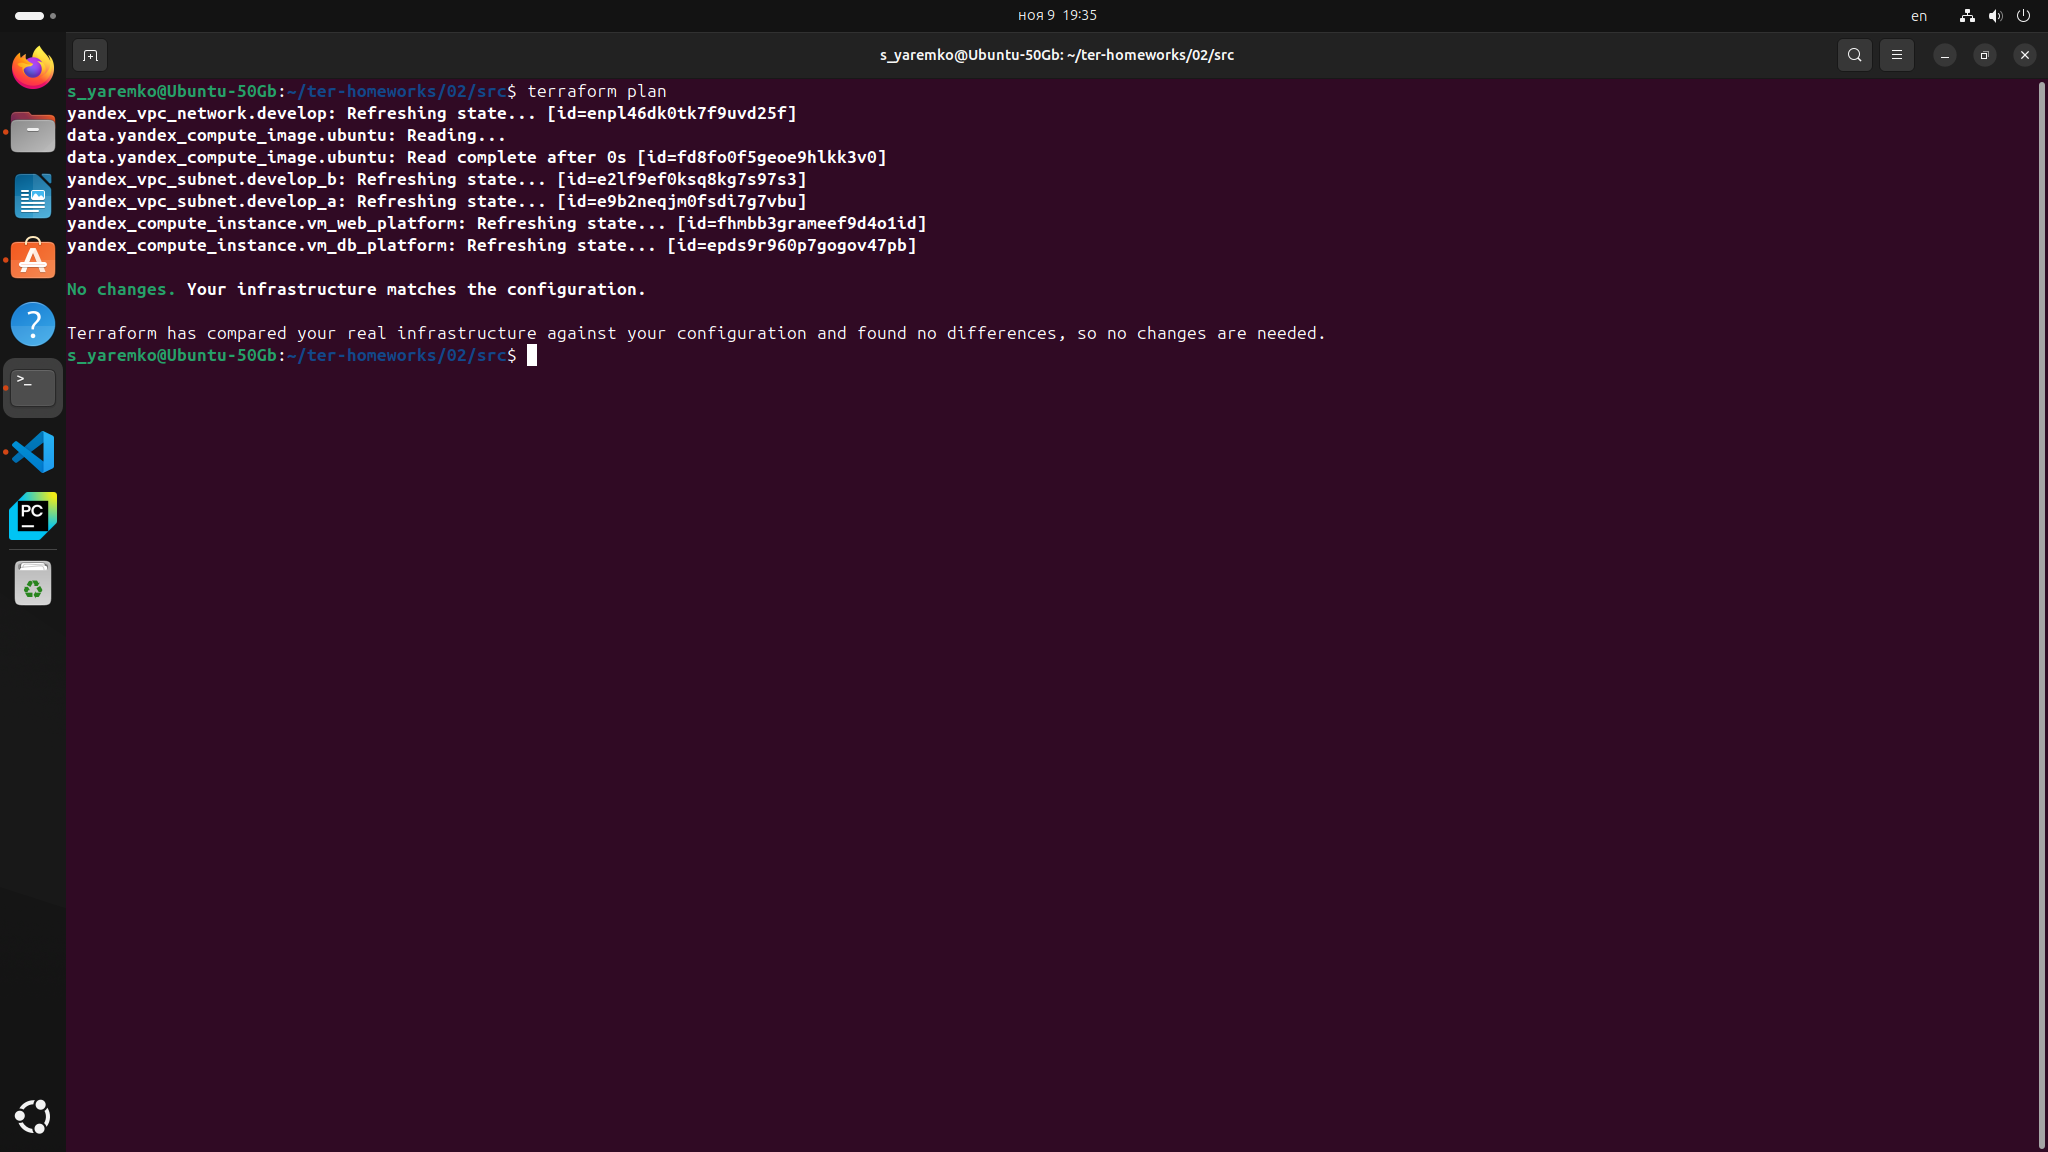 ноя 9 19:35
en
s_yaremko@Ubuntu-50Gb: ~/ter-homeworks/02/src
s_yaremko@Ubuntu-50Gb:~/ter-homeworks/02/src$ terraform plan
yandex_vpc_network.develop: Refreshing state... [id=enpl46dk0tk7f9uvd25f]
data.yandex_compute_image.ubuntu: Reading...
data.yandex_compute_image.ubuntu: Read complete after 0s [id=fd8fo0f5geoe9hlkk3v0]
yandex_vpc_subnet.develop_b: Refreshing state... [id=e2lf9ef0ksq8kg7s97s3]
yandex_vpc_subnet.develop_a: Refreshing state... [id=e9b2neqjm0fsdi7g7vbu]
yandex_compute_instance.vm_web_platform: Refreshing state... [id=fhmbb3grameef9d4o1id]
yandex_compute_instance.vm_db_platform: Refreshing state... [id=epds9r960p7gogov47pb]
No changes. Your infrastructure matches the configuration.
Terraform has compared your real infrastructure against your configuration and found no differences, so no changes are needed.
s_yaremko@Ubuntu-50Gb:~/ter-homeworks/02/src$
>_
PC